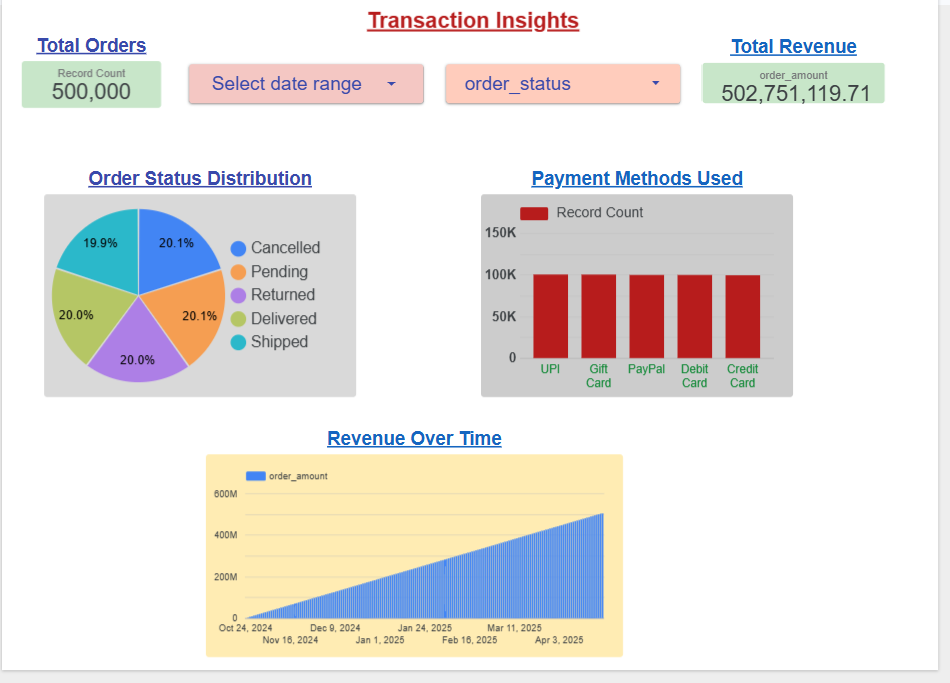 Transaction Insights
Total Orders
Total Revenue
Record Count
500,000
Select date range
order_status
order_amount
502,751,119.71
Order Status Distribution
Payment Methods Used
19.9%
20.1%
20.0%
20.1%
20.0%
Cancelled
Pending
Returned
Delivered
Shipped
Record Count
150K
100K
50K
0
UPI
Gift
Card
PayPal
Debit
Card
Credit
Card
Revenue Over Time
order_amount
600M
400M
200M
0
Oct 24, 2024
Dec 9, 2024
Jan 24, 2025
Mar 11, 2025
Nov 16, 2024
Jan 1, 2025
Feb 16, 2025
Apr 3, 2025